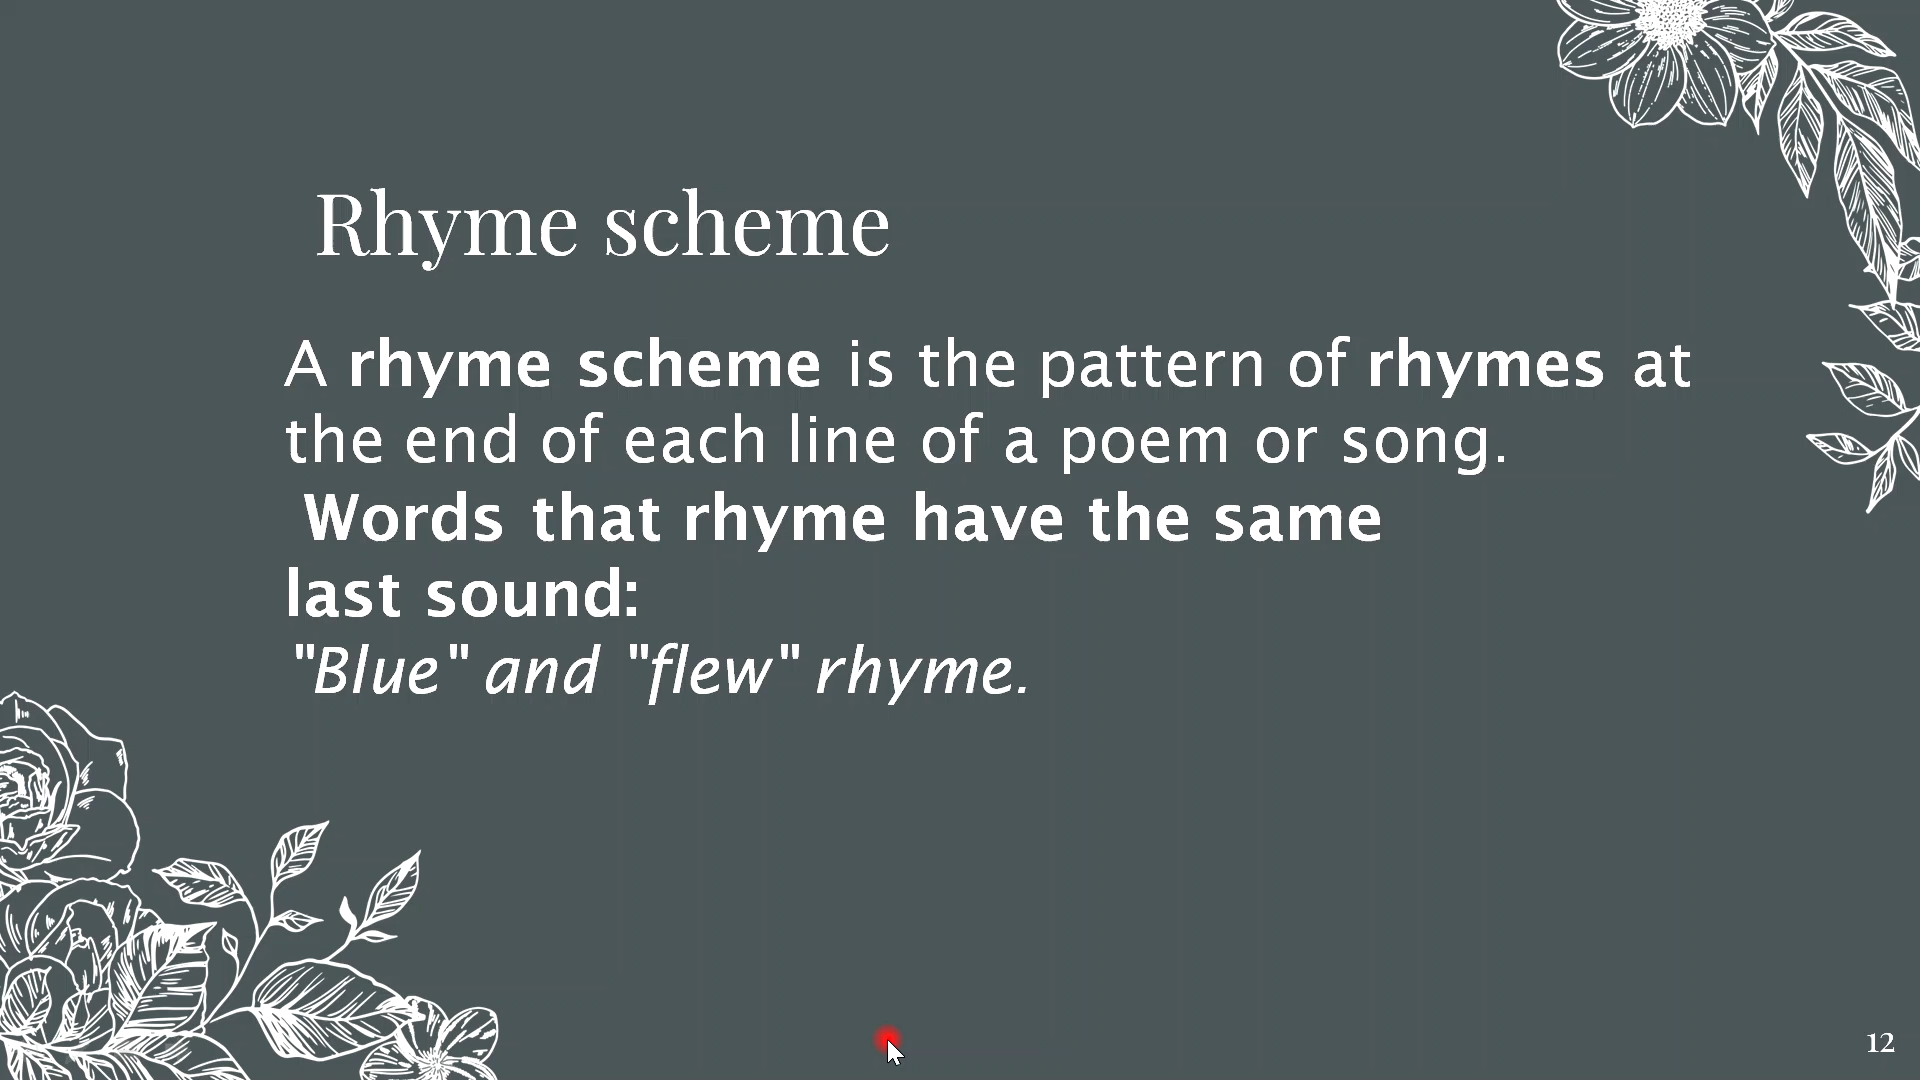 Rhyme scheme
A rhyme scheme is the pattern of rhymes at
the end of each line of a poem or song.
Words that rhyme have the same
last sound:
"Blue" and "flew" rhyme.
12